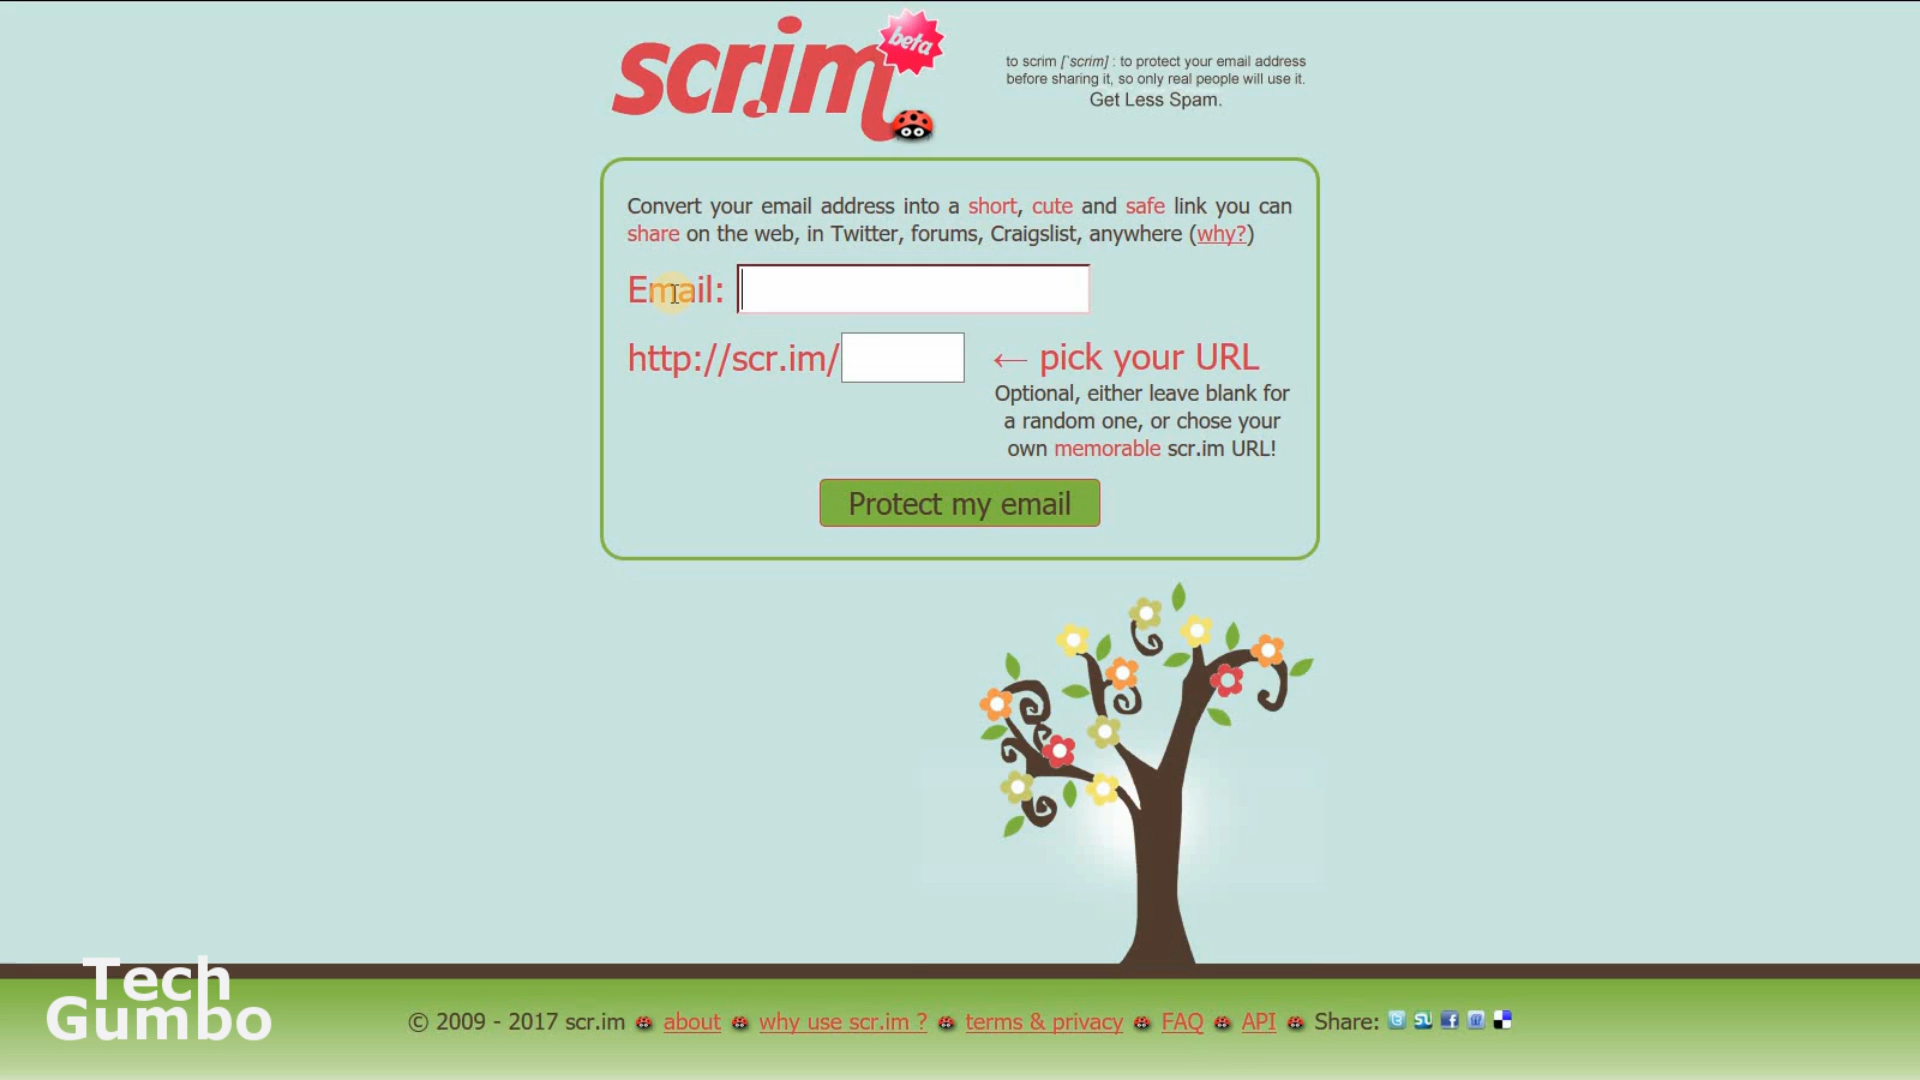 scr.im
beta
to scrim [`scrim] : to protect your email address
before sharing it, so only real people will use it.
Get Less Spam.
Convert your email address into a short, cute and safe link you can
share on the web, in Twitter, forums, Craigslist, anywhere (why?)
Email:
http://scr.im/ ← pick your URL
Optional, either leave blank for
a random one, or chose your
own memorable scr.im URL!
Protect my email
Tech
Gumbo
© 2009 - 2017 scr.im about why use scr.im ? terms & privacy FAQ API Share: